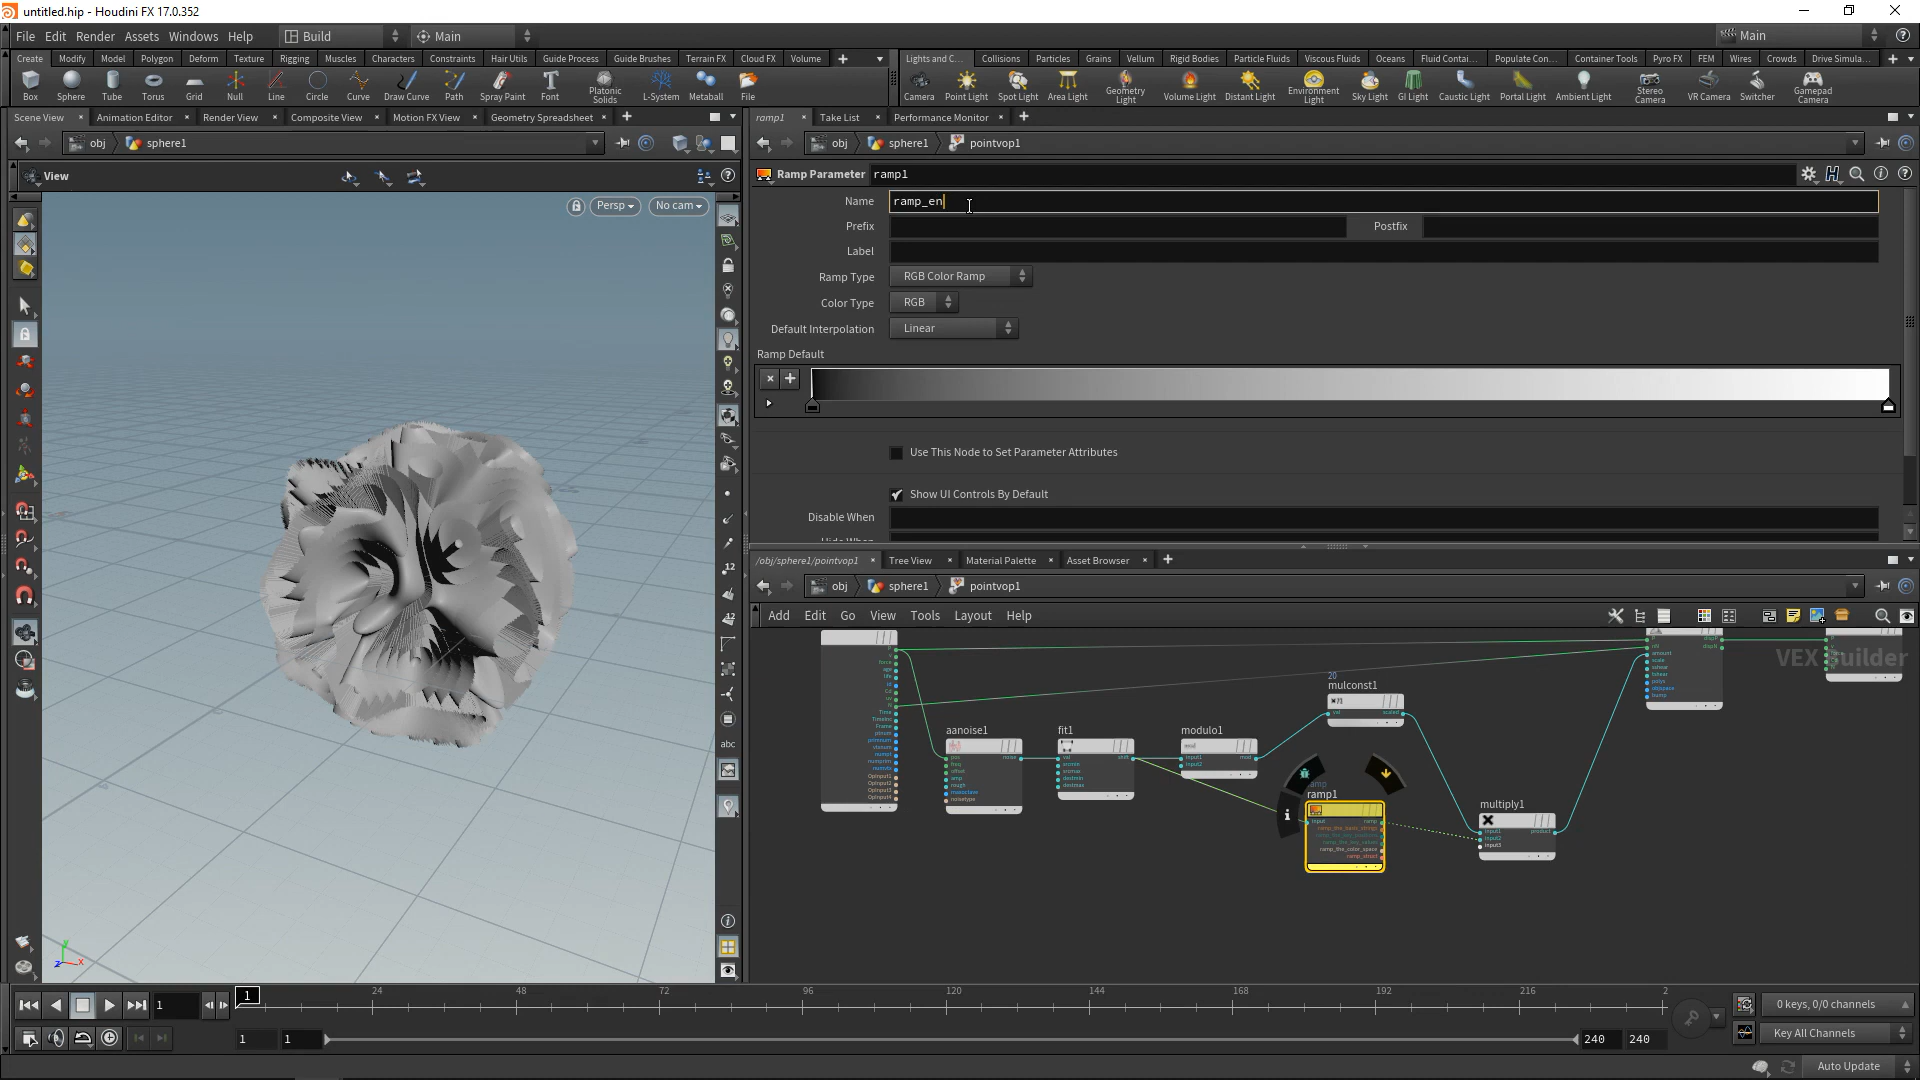 untitled.hip - Houdini FX 17.0.352
File Edit Render Assets Windows Help Build Main Main
Create Modify Model Polygon Deform Texture Rigging Muscles Characters Constraints Hair Utils Guide Process Guide Brushes Terrain FX Cloud FX Volume
Box Sphere Tube Torus Grid Null Line Circle Curve Draw Curve Path Spray Paint Font Platonic Solids L-System Metaball File
Lights and C... Collisions Particles Grains Vellum Rigid Bodies Particle Fluids Viscous Fluids Oceans Fluid Contai... Populate Con... Container Tools Pyro FX FEM Wires Crowds Drive Simula...
Camera Point Light Spot Light Area Light Geometry Light Volume Light Distant Light Environment Light Sky Light GI Light Caustic Light Portal Light Ambient Light Stereo Camera VR Camera Switcher Gamepad Camera
Scene View Animation Editor Render View Composite View Motion FX View Geometry Spreadsheet
obj sphere1
View
Persp No cam
ramp1 Take List Performance Monitor
obj sphere1 pointvop1
Ramp Parameter ramp1
Name ramp_en
Prefix Postfix
Label
Ramp Type RGB Color Ramp
Color Type RGB
Default Interpolation Linear
Ramp Default
Use This Node to Set Parameter Attributes
Show UI Controls By Default
Disable When
/obj/sphere1/pointvop1 Tree View Material Palette Asset Browser
obj sphere1 pointvop1
Add Edit Go View Tools Layout Help
VEX Builder
20
mulconst1
aanoise1 fit1 modulo1
ramp1
multiply1
abc
1 1 24 48 72 96 120 144 168 192 216 2
0 keys, 0/0 channels
1 1 240 240
Key All Channels
Auto Update